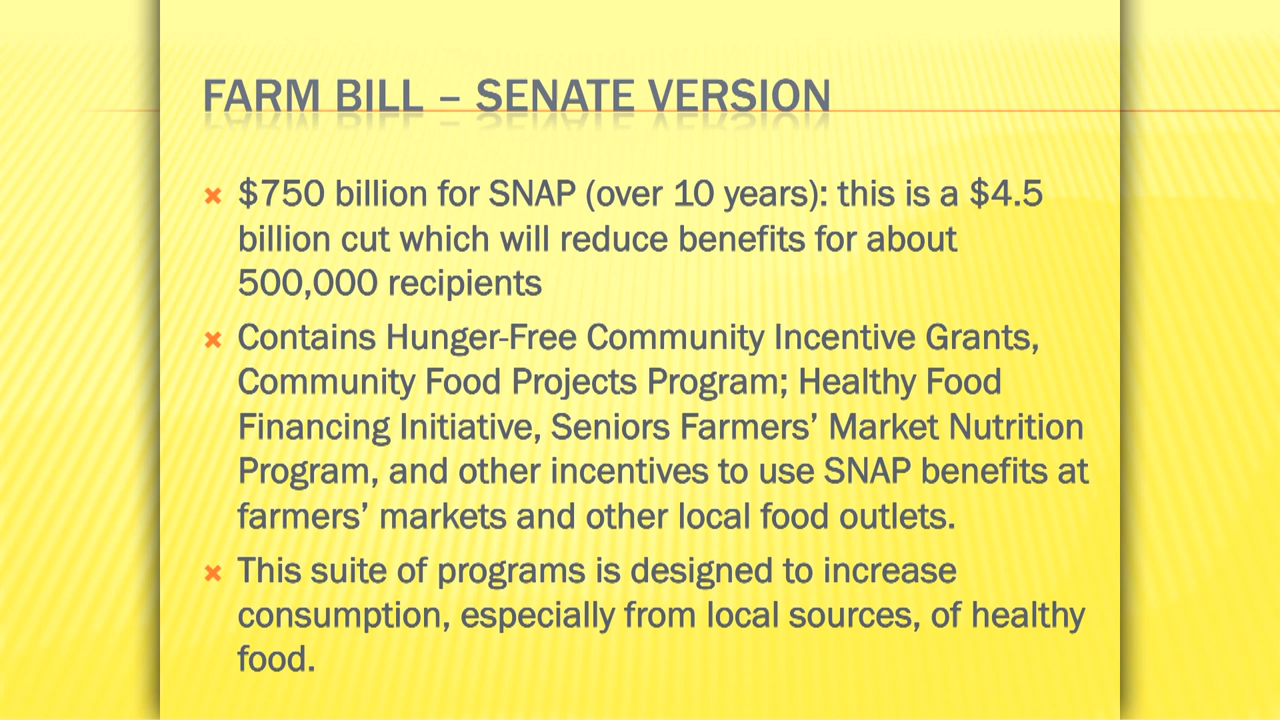 FARM BILL – SENATE VERSION
$750 billion for SNAP (over 10 years): this is a $4.5
billion cut which will reduce benefits for about
500,000 recipients
Contains Hunger-Free Community Incentive Grants,
Community Food Projects Program; Healthy Food
Financing Initiative, Seniors Farmers’ Market Nutrition
Program, and other incentives to use SNAP benefits at
farmers’ markets and other local food outlets.
This suite of programs is designed to increase
consumption, especially from local sources, of healthy
food.